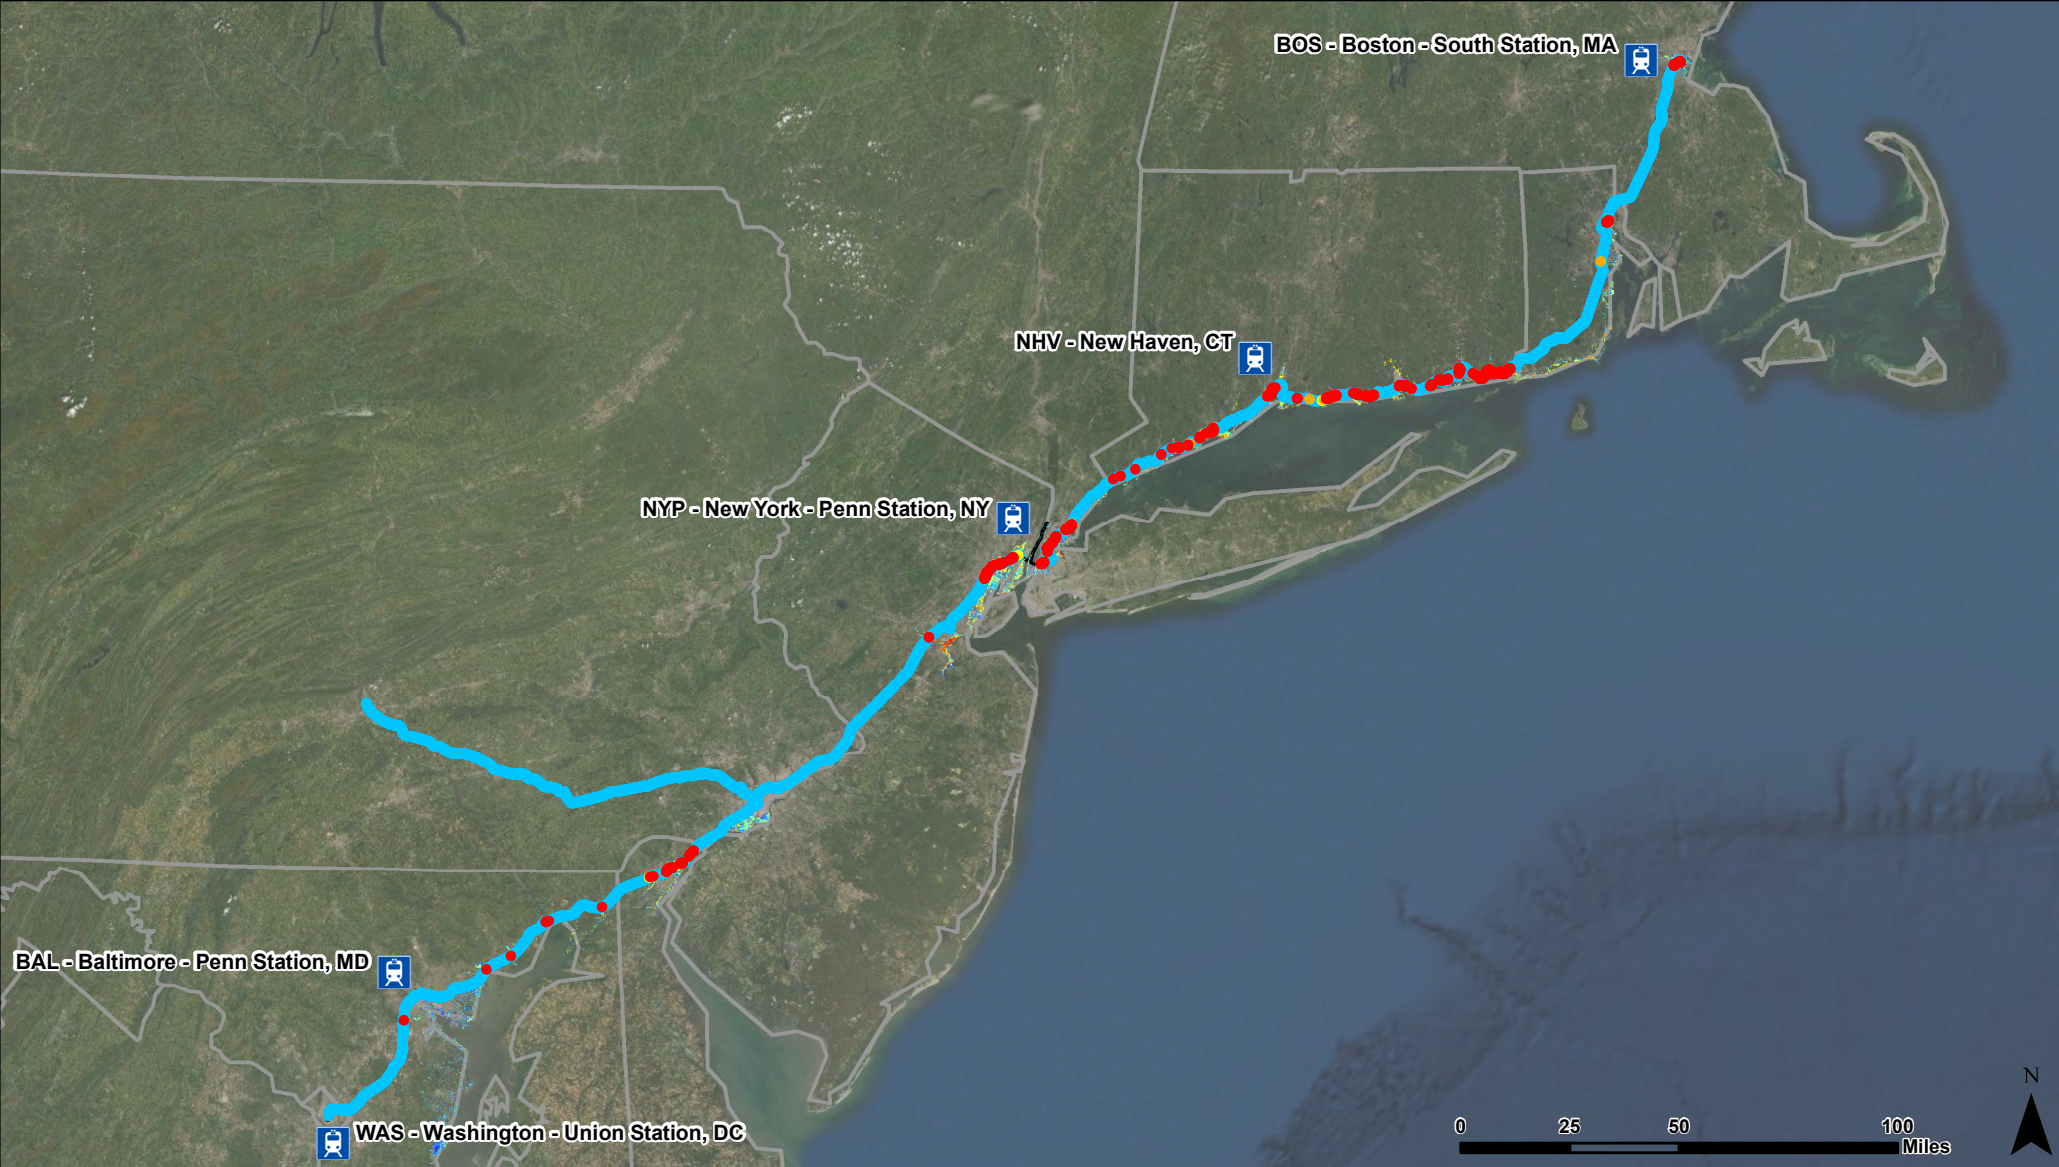 BOS - Boston - South Station, MA
NHV - New Haven, CT
NYP - New York - Penn Station, NY
BAL - Baltimore - Penn Station, MD
WAS - Washington - Union Station, DC
N
0 25 50 100
Miles